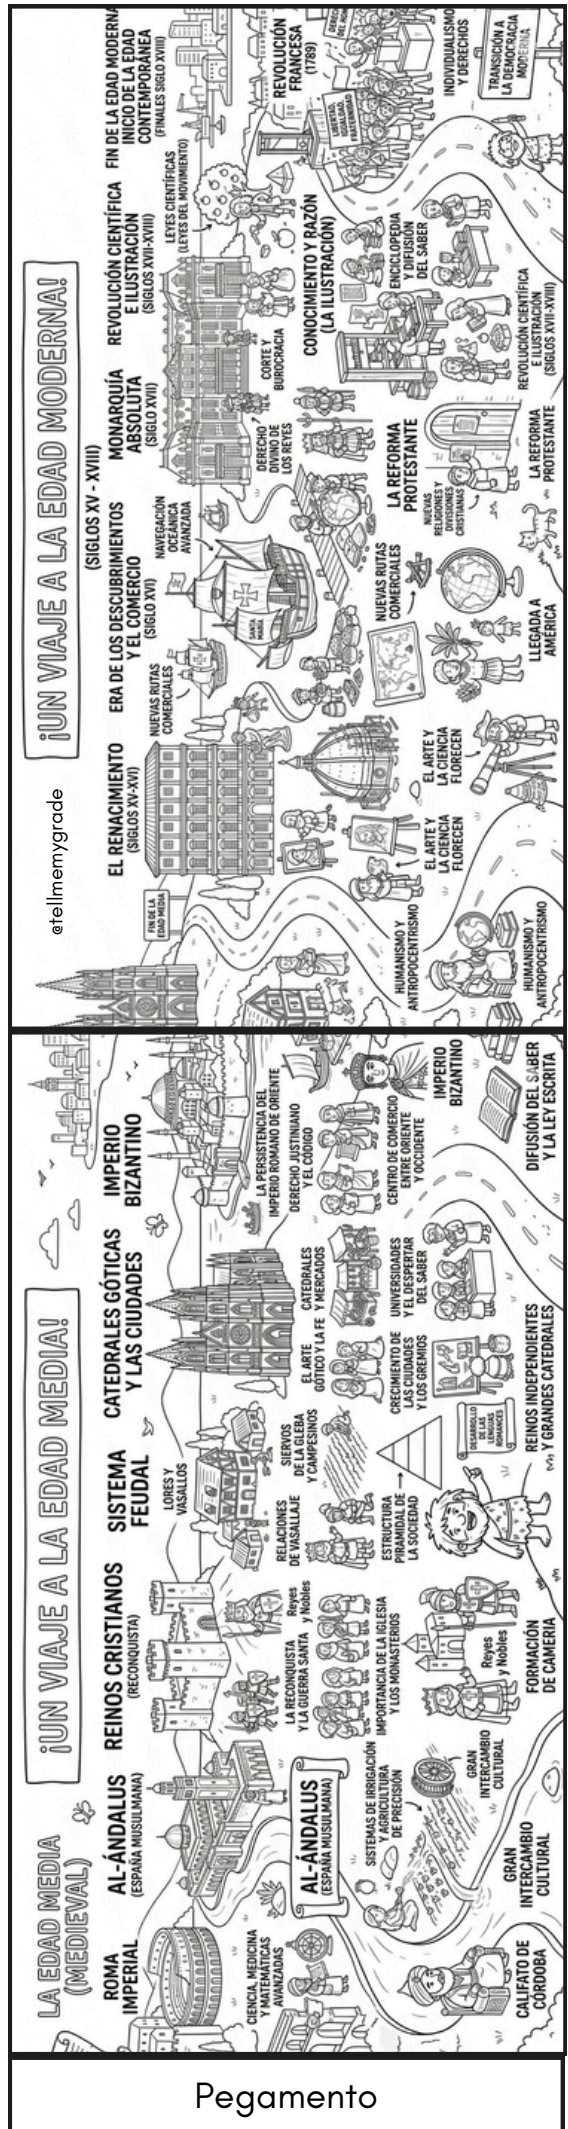 LA EDAD MEDIA
(MEDIEVAL)
¡UN VIAJE A LA EDAD MEDIA!
ROMA
IMPERIAL
AL-ÁNDALUS
(ESPAÑA MUSULMANA)
REINOS CRISTIANOS
(RECONQUISTA)
SISTEMA
FEUDAL
CATEDRALES GÓTICAS
Y LAS CIUDADES
IMPERIO
BIZANTINO
LORES Y
VASALLOS
CIENCIA, MEDICINA
Y MATEMÁTICAS
AVANZADAS
AL-ÁNDALUS
(ESPAÑA MUSULMANA)
SISTEMAS DE IRRIGACIÓN
Y AGRICULTURA
DE PRECISIÓN
GRAN
INTERCAMBIO
CULTURAL
GRAN
INTERCAMBIO
CULTURAL
CALIFATO DE
CÓRDOBA
Reyes
y Nobles
LA RECONQUISTA
Y LA GUERRA SANTA
IMPORTANCIA DE LA IGLESIA
Y LOS MONASTERIOS
Reyes
y Nobles
FORMACIÓN
DE CAMERIA
RELACIONES
DE VASALLAJE
SIERVOS
DE LA GLEBA
Y CAMPESINOS
ESTRUCTURA
PIRAMIDAL DE
LA SOCIEDAD
DESARROLLO
DE LAS
LENGUAS
ROMANCES
REINOS INDEPENDIENTES
Y GRANDES CATEDRALES
EL ARTE
GÓTICO Y LA FE
CATEDRALES
Y MERCADOS
CRECIMIENTO DE
LAS CIUDADES
Y LOS GREMIOS
UNIVERSIDADES
Y EL DESPERTAR
DEL SABER
LA PERSISTENCIA DEL
IMPERIO ROMANO DE ORIENTE
DERECHO JUSTINIANO
Y EL CÓDIGO
CENTRO DE COMERCIO
ENTRE ORIENTE
Y OCCIDENTE
IMPERIO
BIZANTINO
DIFUSIÓN DEL SABER
Y LA LEY ESCRITA
@tellmemygrade
¡UN VIAJE A LA EDAD MODERNA!
(SIGLOS XV - XVIII)
FIN DE LA
EDAD MEDIA
EL RENACIMIENTO
(SIGLOS XV-XVI)
ERA DE LOS DESCUBRIMIENTOS
Y EL COMERCIO
(SIGLO XVI)
MONARQUÍA
ABSOLUTA
(SIGLO XVII)
REVOLUCIÓN CIENTÍFICA
E ILUSTRACIÓN
(SIGLOS XVII-XVIII)
FIN DE LA EDAD MODERNA
INICIO DE LA EDAD
CONTEMPORÁNEA
(FINALES SIGLO XVIII)
NUEVAS RUTAS
COMERCIALES
NAVEGACIÓN
OCEÁNICA
AVANZADA
SANTA
MARÍA
LEYES CIENTÍFICAS
(LEYES DEL MOVIMIENTO)
HUMANISMO Y
ANTROPOCENTRISMO
HUMANISMO Y
ANTROPOCENTRISMO
EL ARTE Y
LA CIENCIA
FLORECEN
EL ARTE Y
LA CIENCIA
FLORECEN
NUEVAS RUTAS
COMERCIALES
LLEGADA A
AMÉRICA
DERECHO
DIVINO DE
LOS REYES
CORTE Y
BUROCRACIA
LA REFORMA
PROTESTANTE
NUEVAS
RELIGIONES Y
DIVISIONES
CRISTIANAS
LA REFORMA
PROTESTANTE
CONOCIMIENTO Y RAZÓN
(LA ILUSTRACIÓN)
ENCICLOPEDIA
Y DIFUSIÓN
DEL SABER
REVOLUCIÓN CIENTÍFICA
E ILUSTRACIÓN
(SIGLOS XVII-XVIII)
REVOLUCIÓN
FRANCESA
(1789)
LIBERTAD,
IGUALDAD,
FRATERNIDAD
INDIVIDUALISMO
Y DERECHOS
TRANSICIÓN A
LA DEMOCRACIA
MODERNA
Pegamento